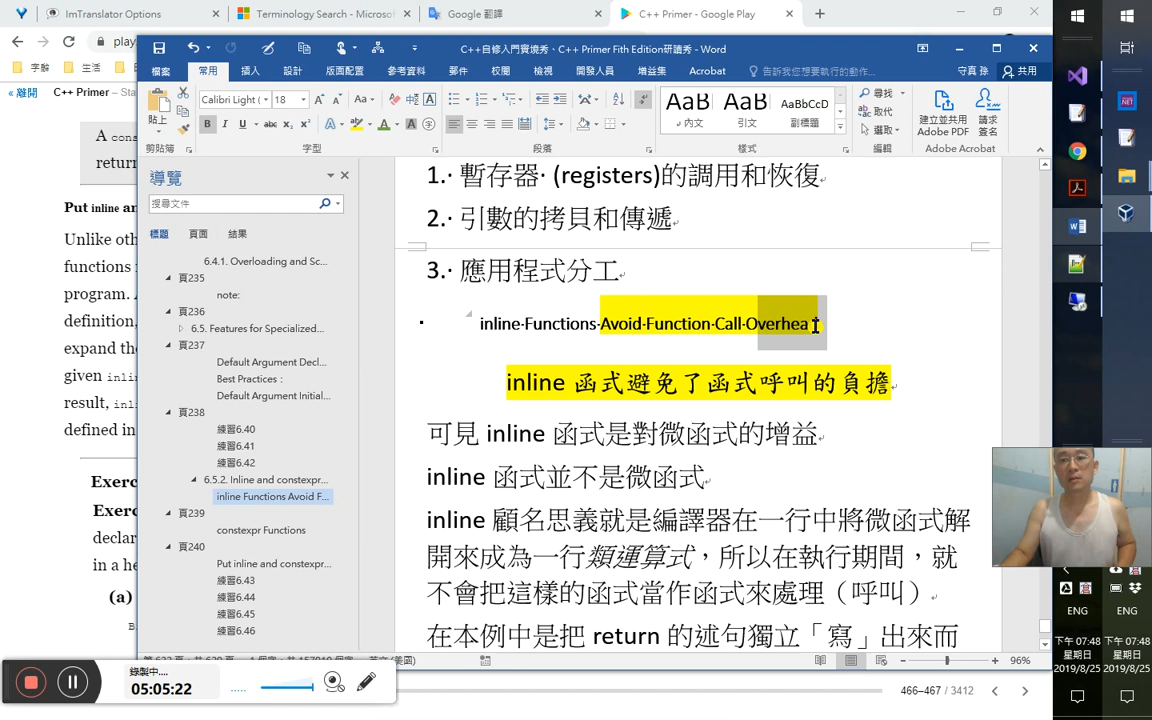 ImTranslator Options
Terminology Search - Microsof
Google 翻譯
C++ Primer - Google Play
play
字辭
生活
« 離開
C++ Primer
C++自修入門實境秀、C++ Primer Fifth Edition研讀秀 - Word
檔案
常用
插入
設計
版面配置
參考資料
郵件
校閱
檢視
開發人員
增益集
Acrobat
告訴我您想要執行的動作...
守真 孫
共用
貼上
Calibri Light (
18
剪貼簿
字型
段落
AaBb
AaBb
AaBbCcD
內文
引文
副標題
樣式
尋找
取代
選取
編輯
建立並共用
Adobe PDF
請求
簽名
Adobe Acrobat
A cons
return
Put inline an
Unlike oth
functions
program. A
definition,
expand the
given inli
result, inl
defined in
Exerc
Exerc
declar
in a he
(a)
導覽
搜尋文件
標題
頁面
結果
6.4.1. Overloading and Sc...
頁235
note:
頁236
6.5. Features for Specialized...
頁237
Default Argument Decl...
Best Practices：
Default Argument Initial...
頁238
練習6.40
練習6.41
練習6.42
6.5.2. Inline and constexpr...
inline Functions Avoid F...
頁239
constexpr Functions
頁240
Put inline and constexpr...
練習6.43
練習6.44
練習6.45
練習6.46
1. 暫存器 (registers)的調用和恢復
2. 引數的拷貝和傳遞
3. 應用程式分工
inline Functions Avoid Function Call Overhea
inline 函式避免了函式呼叫的負擔
可見 inline 函式是對微函式的增益
inline 函式並不是微函式
inline 顧名思義就是編譯器在一行中將微函式解
開來成為一行類運算式，所以在執行期間，就
不會把這樣的函式當作函式來處理（呼叫）
在本例中是把 return 的述句獨立「寫」出來而
96%
錄製中....
05:05:22
466–467 / 3412
ENG
下午 07:48
星期日
2019/8/25
ENG
下午 07:48
星期日
2019/8/25